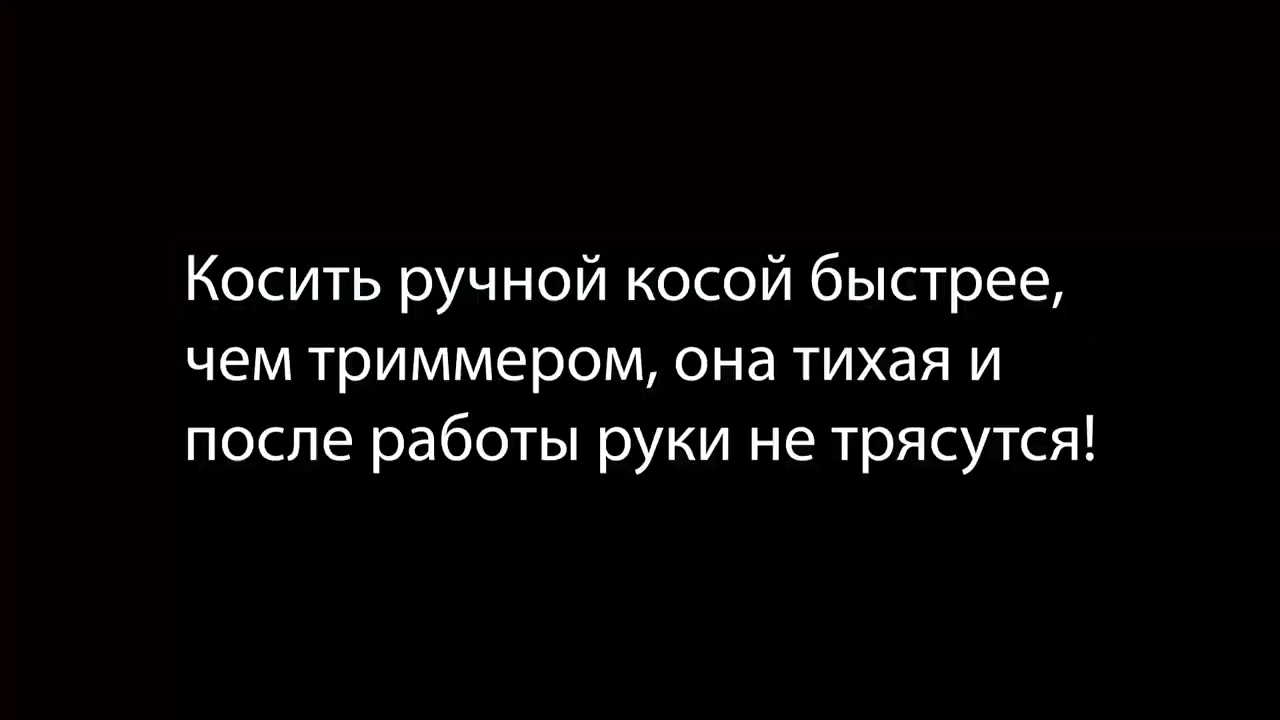 Косить ручной косой быстрее,
чем триммером, она тихая и
после работы руки не трясутся!